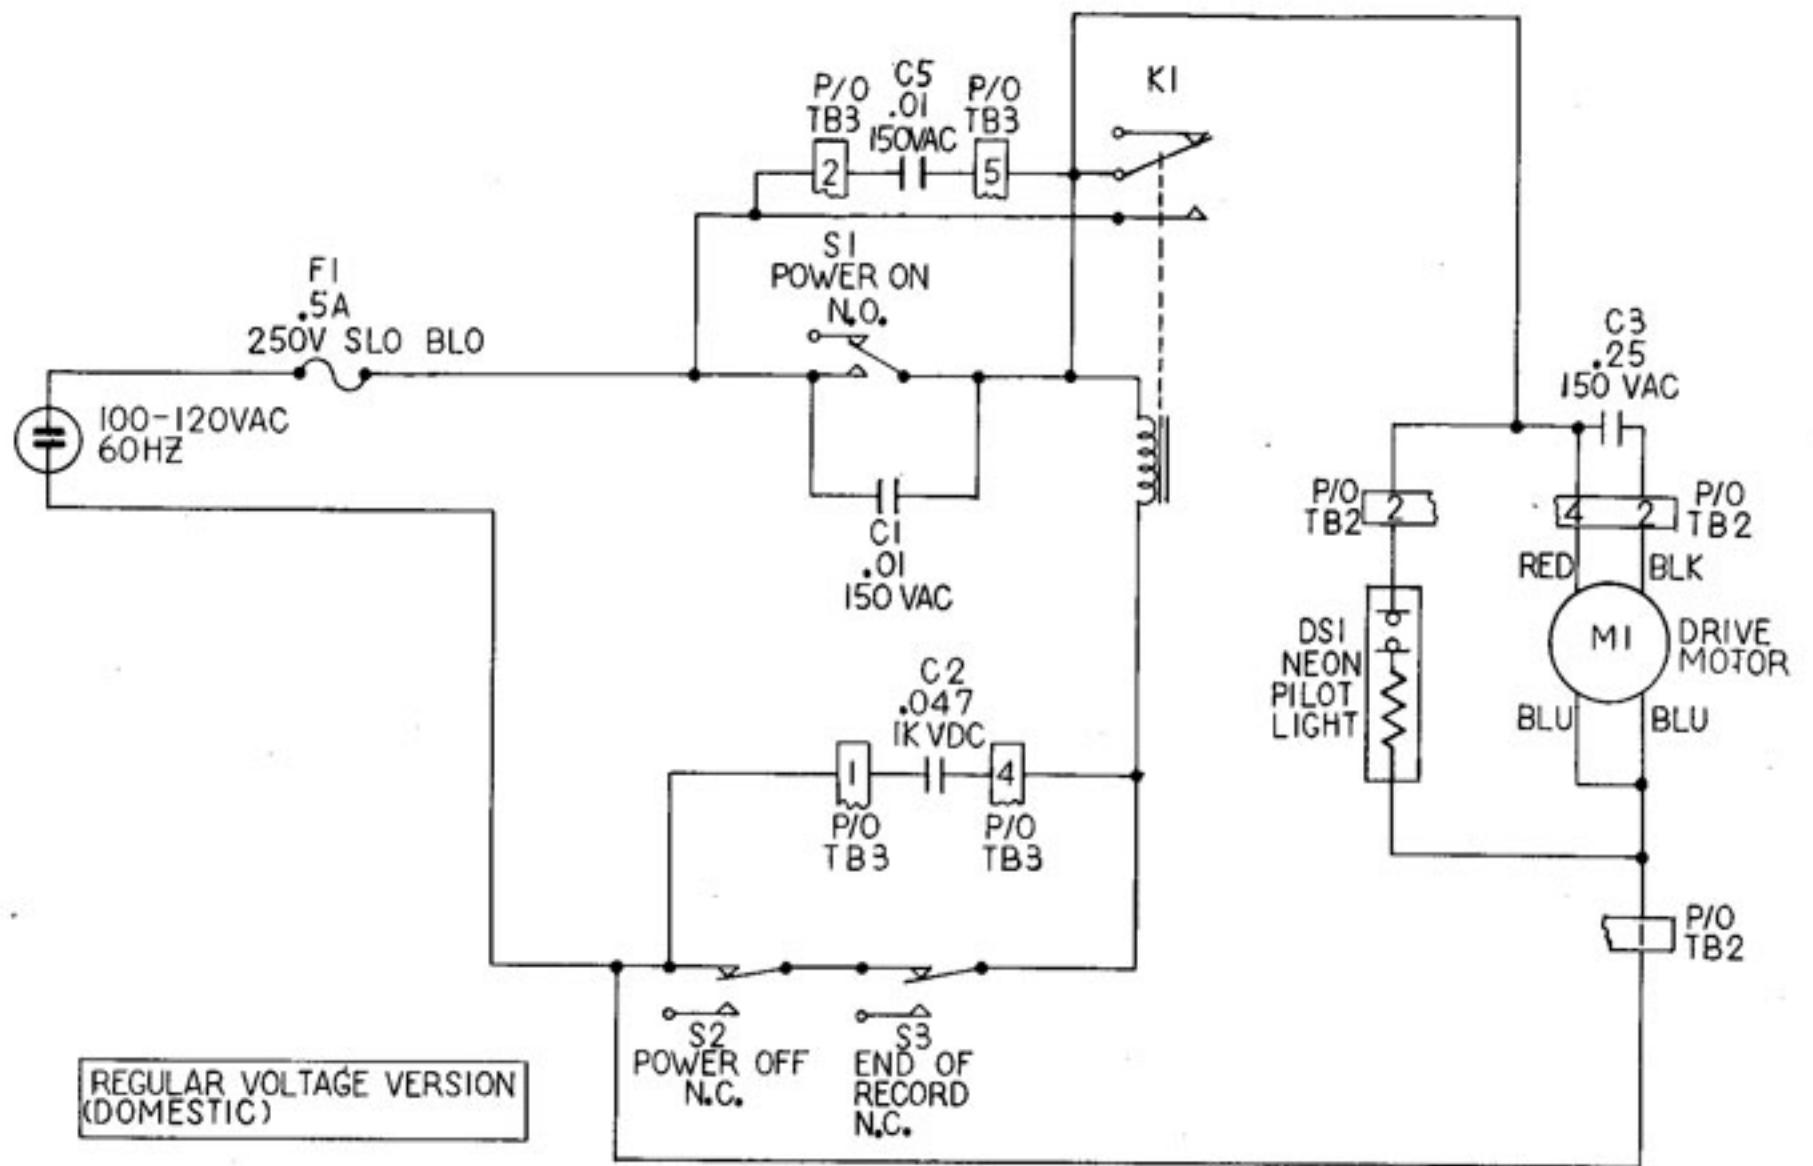 K1
P/O
TB3
C5
.01
150VAC
P/O
TB3
2
5
S1
POWER ON
N.O.
F1
.5A
250V SLO BLO
100-120VAC
60HZ
C1
.01
150 VAC
C3
.25
150 VAC
P/O
TB2
2
4
2
P/O
TB2
RED
BLK
DS1
NEON
PILOT
LIGHT
M1
DRIVE
MOTOR
BLU
BLU
C2
.047
1K VDC
1
4
P/O
TB3
P/O
TB3
P/O
TB2
S2
POWER OFF
N.C.
S3
END OF
RECORD
N.C.
REGULAR VOLTAGE VERSION
(DOMESTIC)